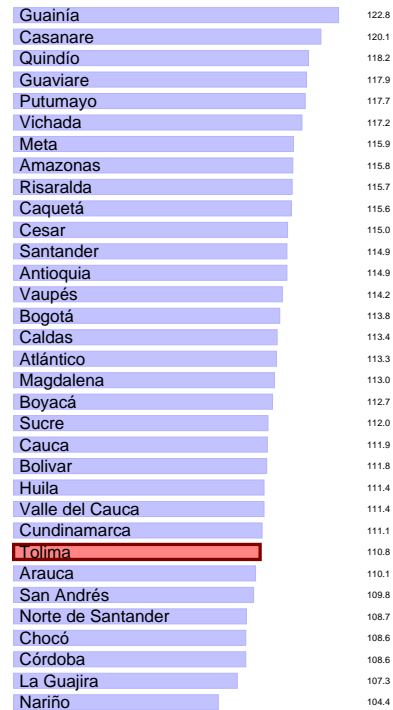 Guainía 122.8
Casanare 120.1
Quindío 118.2
Guaviare 117.9
Putumayo 117.7
Vichada 117.2
Meta 115.9
Amazonas 115.8
Risaralda 115.7
Caquetá 115.6
Cesar 115.0
Santander 114.9
Antioquia 114.9
Vaupés 114.2
Bogotá 113.8
Caldas 113.4
Atlántico 113.3
Magdalena 113.0
Boyacá 112.7
Sucre 112.0
Cauca 111.9
Bolivar 111.8
Huila 111.4
Valle del Cauca 111.4
Cundinamarca 111.1
Tolima 110.8
Arauca 110.1
San Andrés 109.8
Norte de Santander 108.7
Chocó 108.6
Córdoba 108.6
La Guajira 107.3
Nariño 104.4